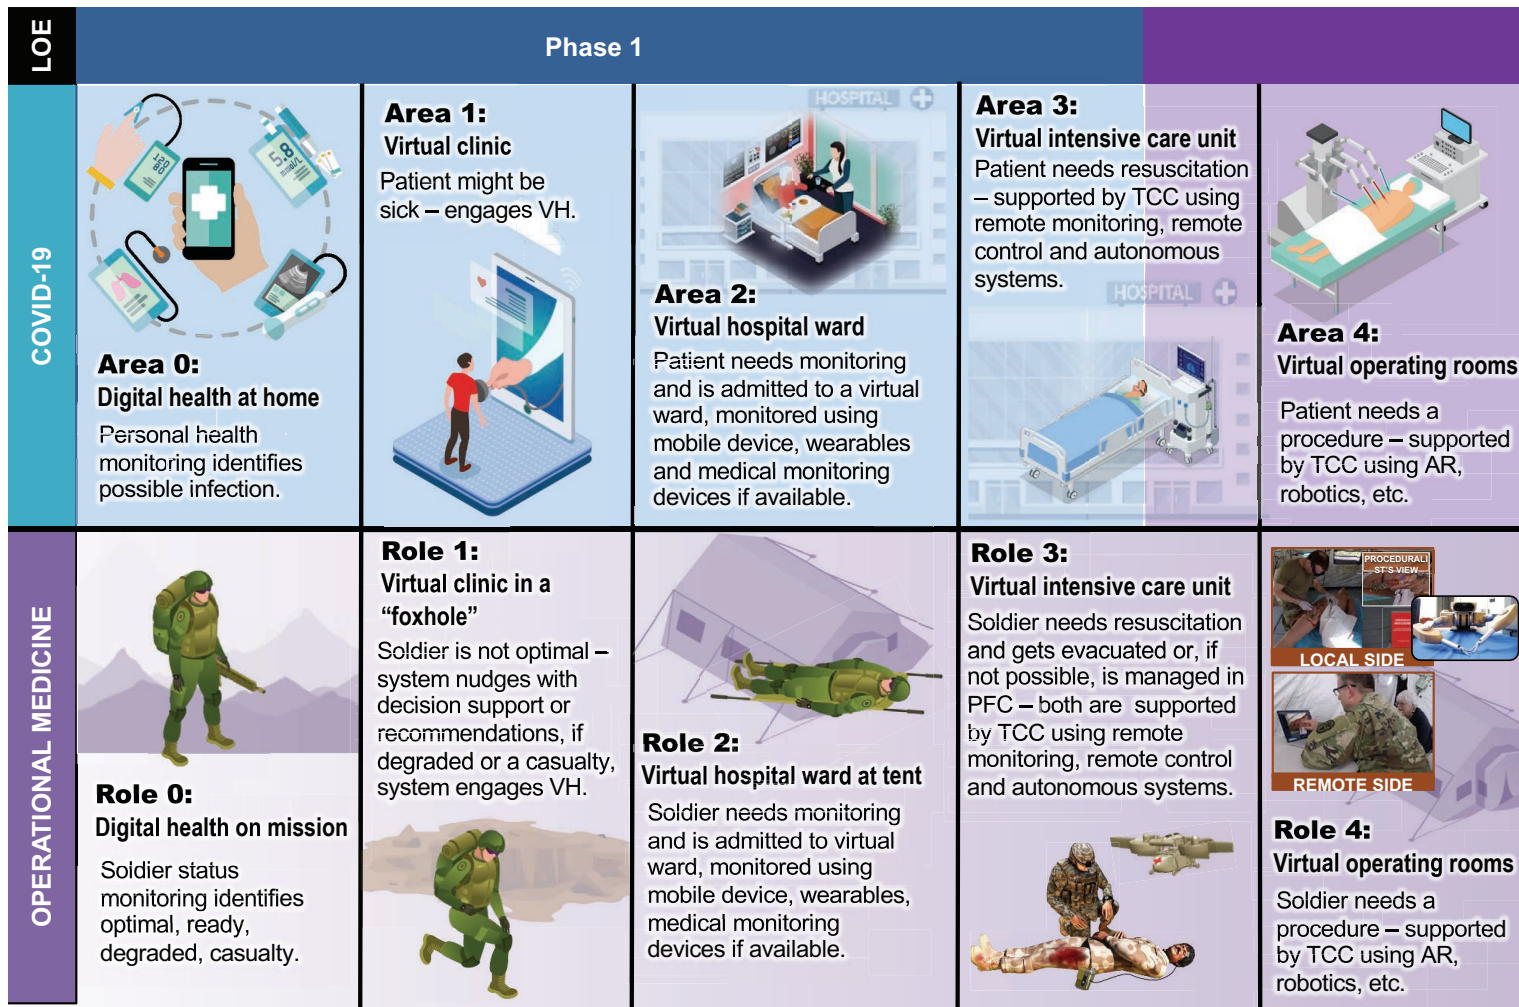 LOE
Phase 1
COVID-19
120
80
5.8
mmol/L
Area 0:
Digital health at home
Personal health
monitoring identifies
possible infection.
Area 1:
Virtual clinic
Patient might be
sick – engages VH.
HOSPITAL
Area 2:
Virtual hospital ward
Patient needs monitoring
and is admitted to a virtual
ward, monitored using
mobile device, wearables
and medical monitoring
devices if available.
Area 3:
Virtual intensive care unit
Patient needs resuscitation
– supported by TCC using
remote monitoring, remote
control and autonomous
systems.
HOSPITAL
Area 4:
Virtual operating rooms
Patient needs a
procedure – supported
by TCC using AR,
robotics, etc.
OPERATIONAL MEDICINE
Role 0:
Digital health on mission
Soldier status
monitoring identifies
optimal, ready,
degraded, casualty.
Role 1:
Virtual clinic in a
“foxhole”
Soldier is not optimal –
system nudges with
decision support or
recommendations, if
degraded or a casualty,
system engages VH.
Role 2:
Virtual hospital ward at tent
Soldier needs monitoring
and is admitted to virtual
ward, monitored using
mobile device, wearables,
medical monitoring
devices if available.
Role 3:
Virtual intensive care unit
Soldier needs resuscitation
and gets evacuated or, if
not possible, is managed in
PFC – both are supported
by TCC using remote
monitoring, remote control
and autonomous systems.
PROCEDURALI
ST'S VIEW
LOCAL SIDE
REMOTE SIDE
Role 4:
Virtual operating rooms
Soldier needs a
procedure – supported
by TCC using AR,
robotics, etc.